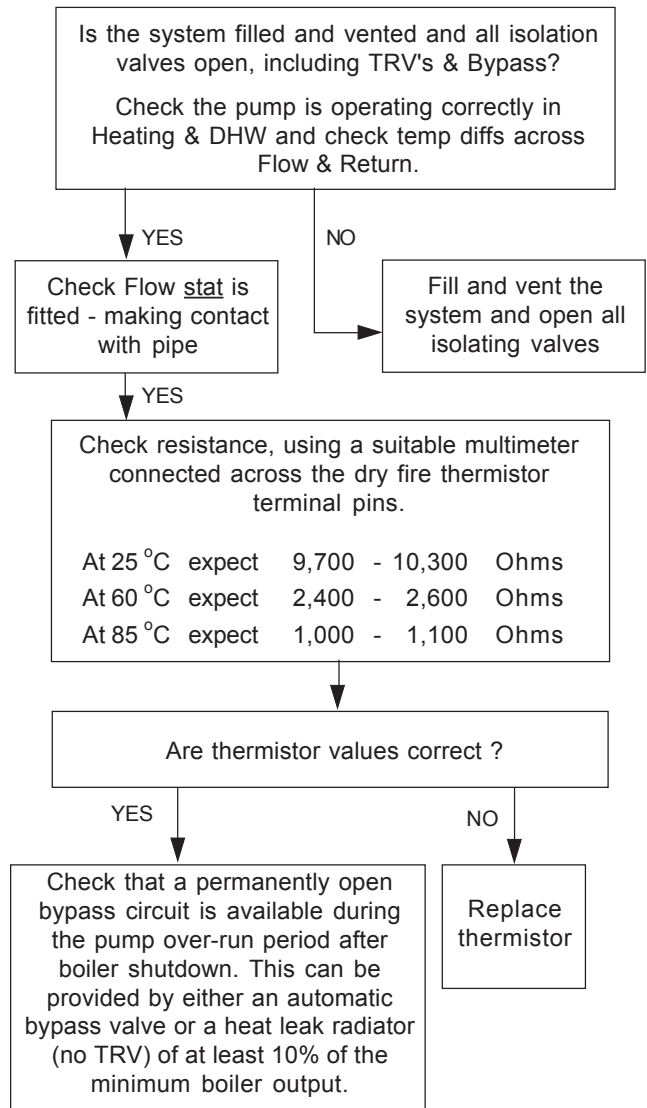 Is the system filled and vented and all isolation
valves open, including TRV's & Bypass?
Check the pump is operating correctly in
Heating & DHW and check temp diffs across
Flow & Return.
YES
NO
Check Flow stat is
fitted - making contact
with pipe
Fill and vent the
system and open all
isolating valves
YES
Check resistance, using a suitable multimeter
connected across the dry fire thermistor
terminal pins.
At 25 °C expect 9,700 - 10,300 Ohms
At 60 °C expect 2,400 - 2,600 Ohms
At 85 °C expect 1,000 - 1,100 Ohms
Are thermistor values correct ?
YES
NO
Check that a permanently open
bypass circuit is available during
the pump over-run period after
boiler shutdown. This can be
provided by either an automatic
bypass valve or a heat leak radiator
(no TRV) of at least 10% of the
minimum boiler output.
Replace
thermistor